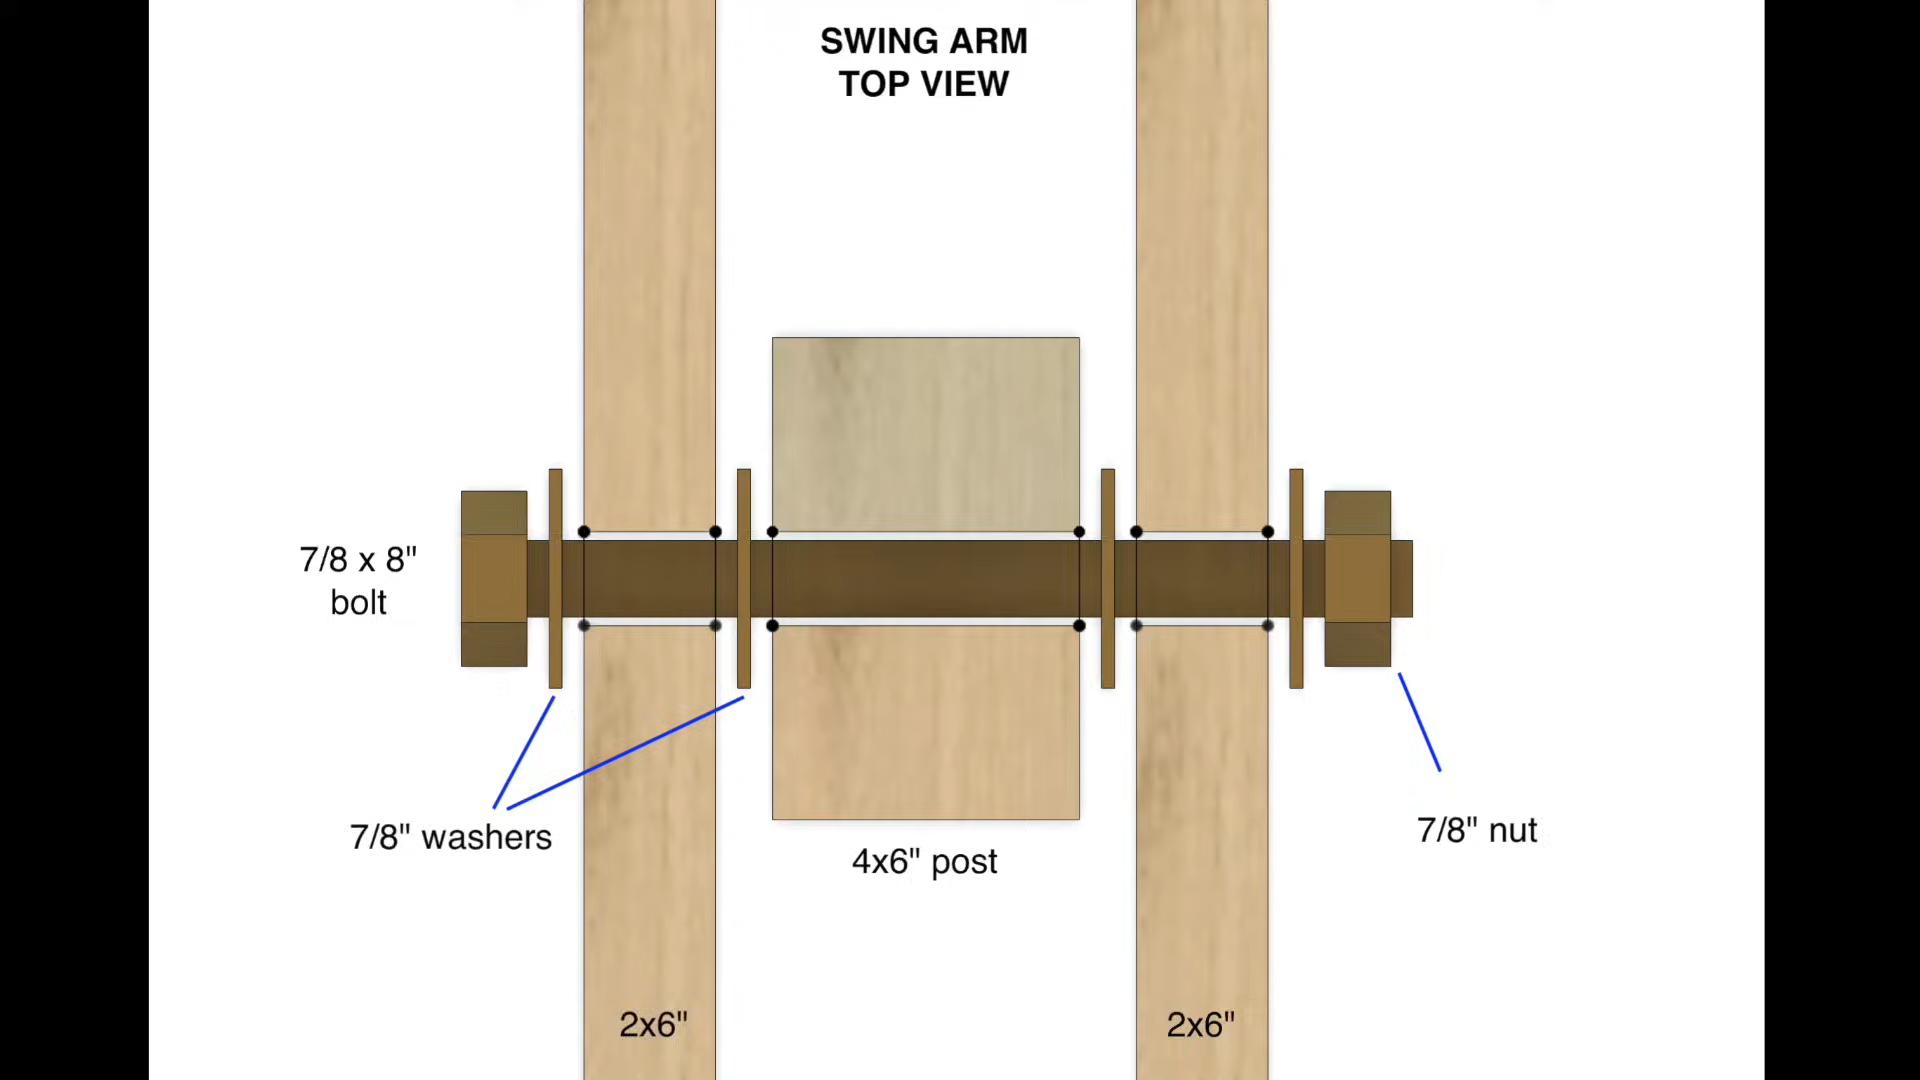 SWING ARM
TOP VIEW
7/8 x 8"
bolt
7/8" washers
4x6" post
7/8" nut
2x6"
2x6"